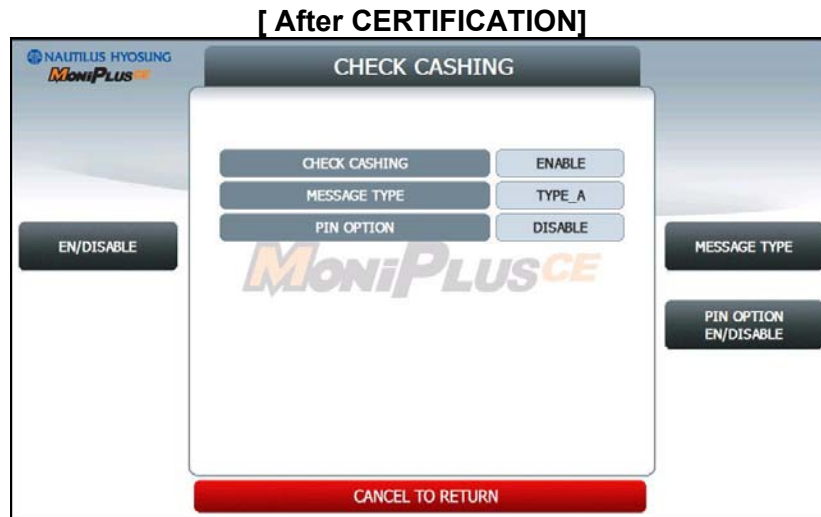 [ After CERTIFICATION]
NAUTILUS HYOSUNG
MONiPLUS CE
CHECK CASHING
CHECK CASHING ENABLE
MESSAGE TYPE TYPE_A
PIN OPTION DISABLE
EN/DISABLE
MONiPLUSCE
MESSAGE TYPE
PIN OPTION
EN/DISABLE
CANCEL TO RETURN